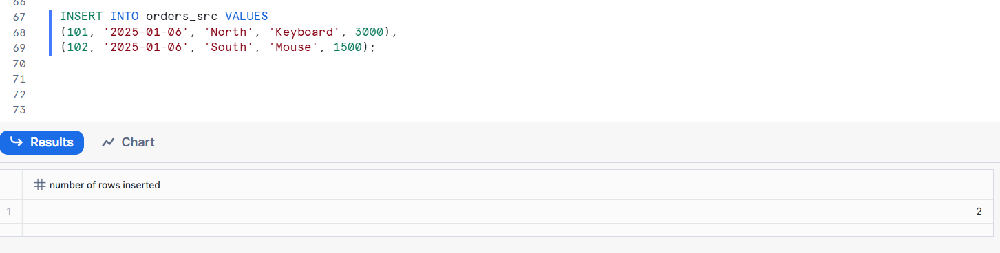 66
67 INSERT INTO orders_src VALUES
68 (101, '2025-01-06', 'North', 'Keyboard', 3000),
69 (102, '2025-01-06', 'South', 'Mouse', 1500);
70
71
72
73
Results Chart
number of rows inserted
1 2